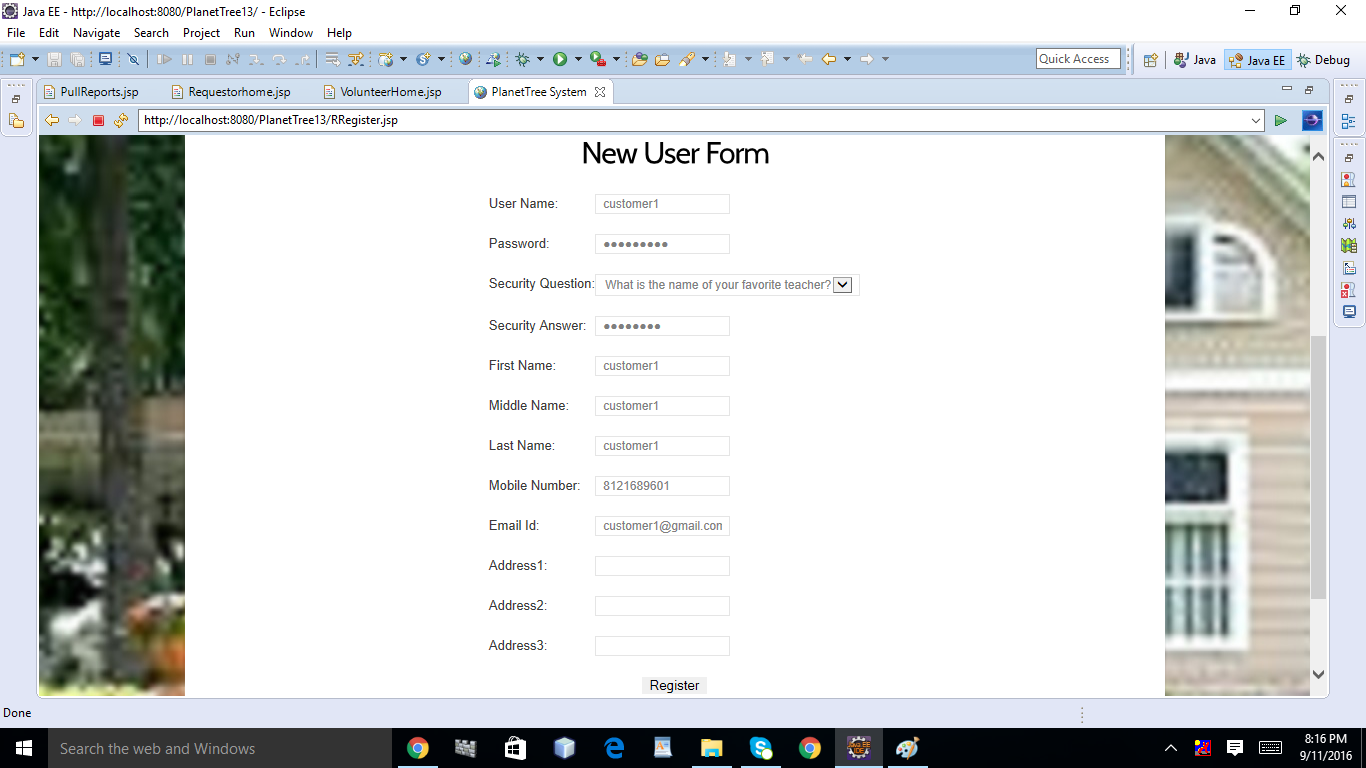 Java EE - http://localhost:8080/PlanetTree13/ - Eclipse
File Edit Navigate Search Project Run Window Help
Quick Access Java Java EE Debug
PullReports.jsp Requestorhome.jsp VolunteerHome.jsp PlanetTree System
http://localhost:8080/PlanetTree13/RRegister.jsp
New User Form
User Name: customer1
Password: ●●●●●●●●●
Security Question: What is the name of your favorite teacher?
Security Answer: ●●●●●●●●
First Name: customer1
Middle Name: customer1
Last Name: customer1
Mobile Number: 8121689601
Email Id: customer1@gmail.con
Address1:
Address2:
Address3:
Register
Done
Search the web and Windows
8:16 PM
9/11/2016